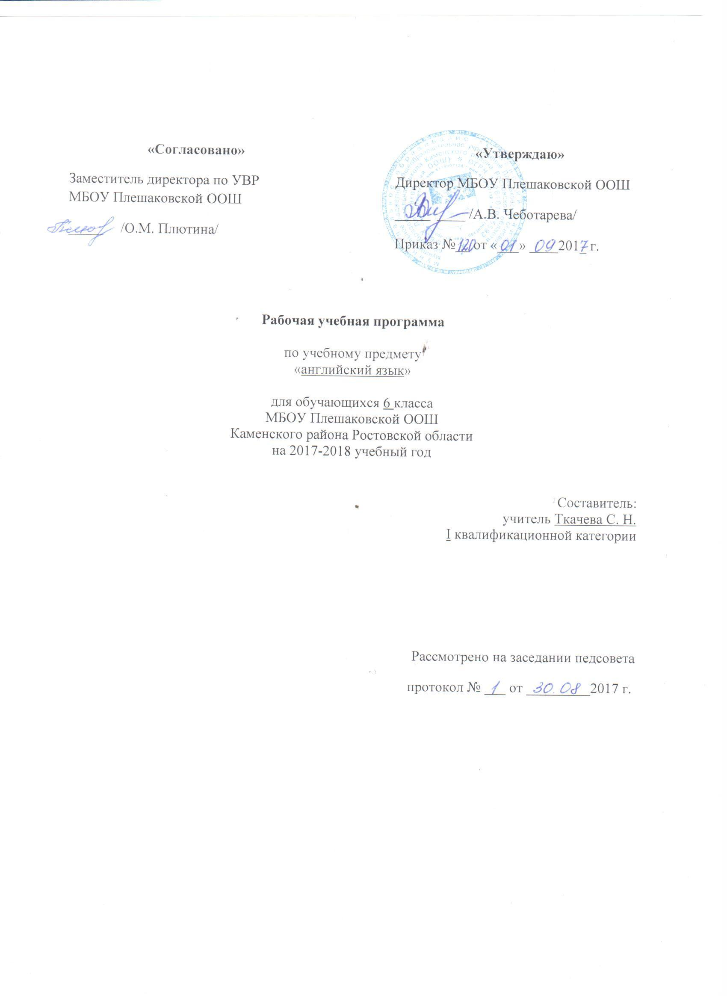 «Согласовано»
Заместитель директора по УВР
МБОУ Плешаковской ООШ
/О.М. Плютина/
«Утверждаю»
Директор МБОУ Плешаковской ООШ
/А.В. Чеботарева/
Приказ № 120 от «01» 09 2017 г.
Рабочая учебная программа
по учебному предмету
«английский язык»
для обучающихся 6 класса
МБОУ Плешаковской ООШ
Каменского района Ростовской области
на 2017-2018 учебный год
Составитель:
учитель Ткачева С. Н.
I квалификационной категории
Рассмотрено на заседании педсовета
протокол № 1 от 30.08 2017 г.